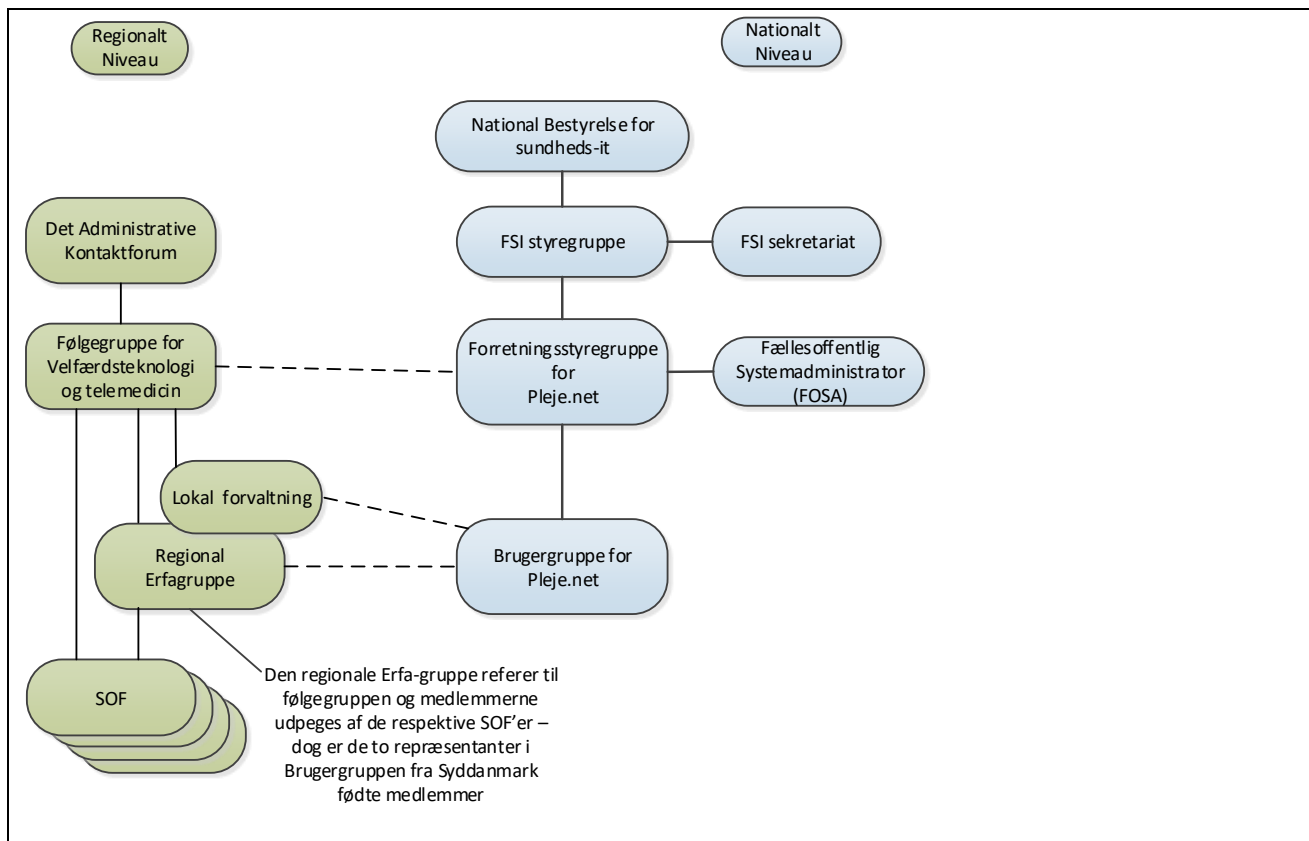 Regionalt
Niveau
Nationalt
Niveau
National Bestyrelse for
sundheds-it
Det Administrative
Kontaktforum
FSI styregruppe
FSI sekretariat
Følgegruppe for
Velfærdsteknologi
og telemedicin
Forretningsstyregruppe
for
Pleje.net
Fællesoffentlig
Systemadministrator
(FOSA)
Lokal forvaltning
Regional
Erfagruppe
Brugergruppe for
Pleje.net
SOF
Den regionale Erfa-gruppe referer til
følgegruppen og medlemmerne
udpeges af de respektive SOF’er –
dog er de to repræsentanter i
Brugergruppen fra Syddanmark
fødte medlemmer